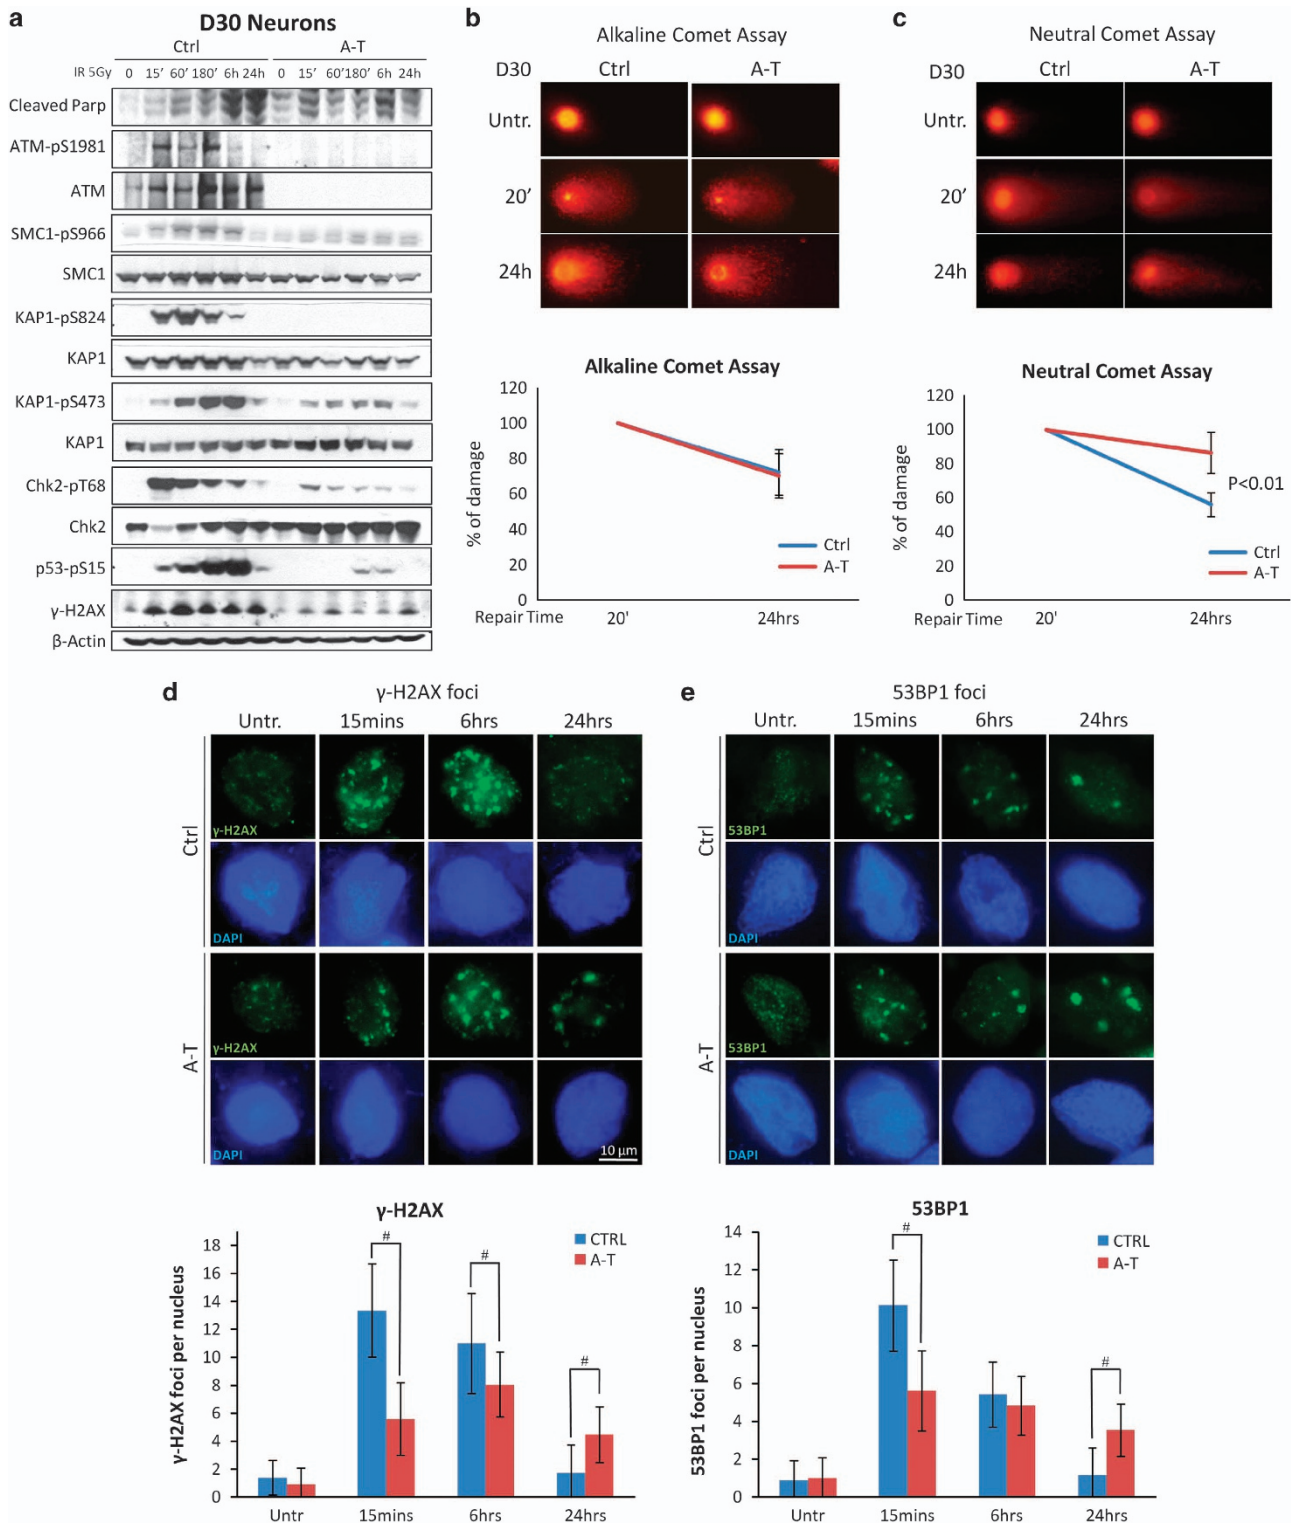 a
D30 Neurons
Ctrl A-T
IR 5Gy 0 15' 60' 180' 6h 24h 0 15' 60' 180' 6h 24h
Cleaved Parp
ATM-pS1981
ATM
SMC1-pS966
SMC1
KAP1-pS824
KAP1
KAP1-pS473
KAP1
Chk2-pT68
Chk2
p53-pS15
γ-H2AX
β-Actin
b
Alkaline Comet Assay
D30 Ctrl A-T
Untr.
20'
24h
Alkaline Comet Assay
120
100
80
60
40
20
0
% of damage
Ctrl
A-T
Repair Time 20' 24hrs
c
Neutral Comet Assay
D30 Ctrl A-T
Untr.
20'
24h
Neutral Comet Assay
120
100
80
60
40
20
0
% of damage
P<0.01
Ctrl
A-T
Repair Time 20' 24hrs
d
γ-H2AX foci
Untr. 15mins 6hrs 24hrs
Ctrl
γ-H2AX
DAPI
A-T
γ-H2AX
DAPI
10 μm
γ-H2AX
18
16
14
12
10
8
6
4
2
0
γ-H2AX foci per nucleus
# # #
CTRL
A-T
Untr 15mins 6hrs 24hrs
e
53BP1 foci
Untr. 15mins 6hrs 24hrs
Ctrl
53BP1
DAPI
A-T
53BP1
DAPI
53BP1
14
12
10
8
6
4
2
0
53BP1 foci per nucleus
# #
CTRL
A-T
Untr 15mins 6hrs 24hrs